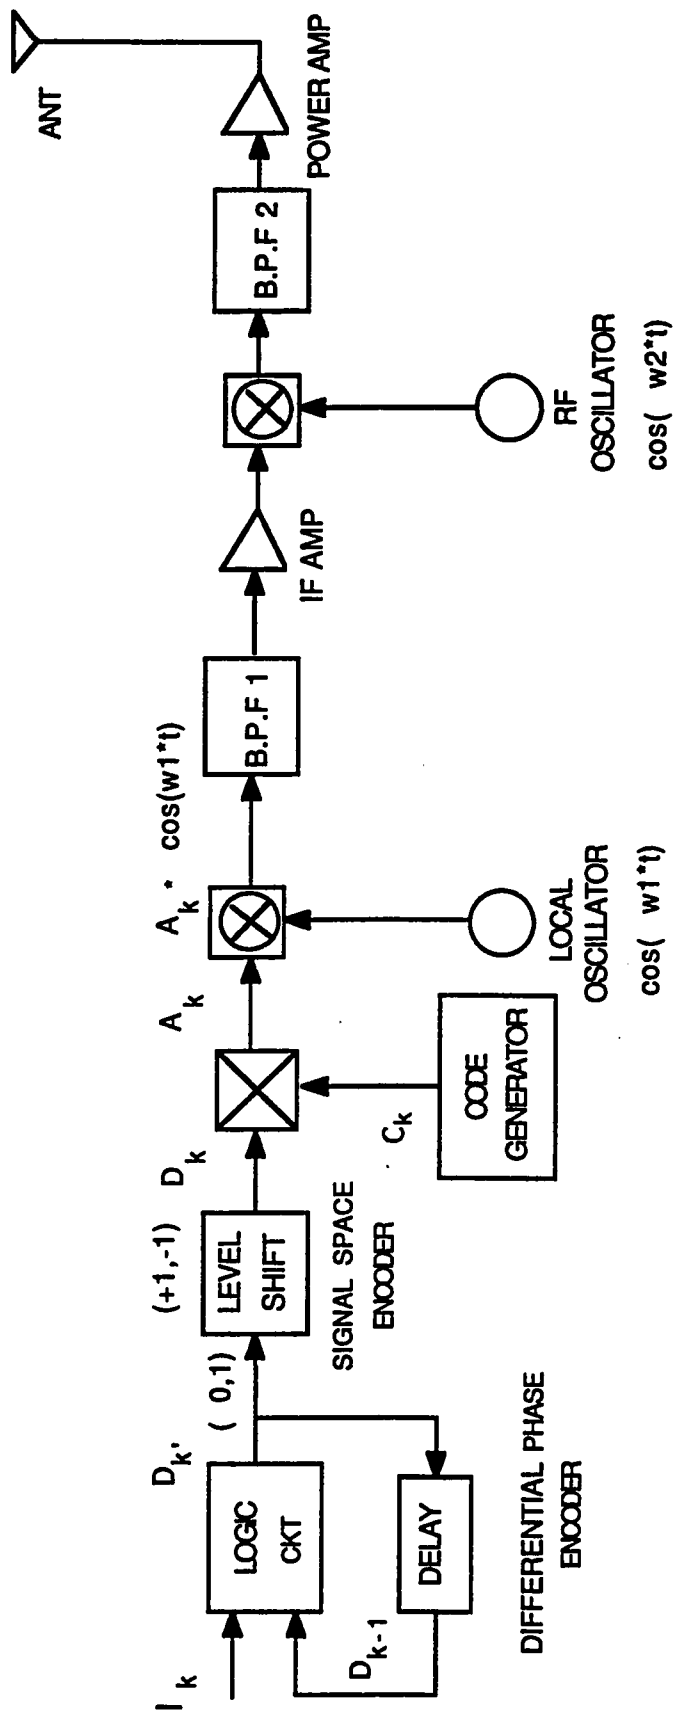 I k
D k-1
LOGIC
CKT
D k'
( 0,1)
DELAY
DIFFERENTIAL PHASE
ENCODER
(+1,-1)
LEVEL
SHIFT
SIGNAL SPACE
ENCODER
D k
C k
CODE
GENERATOR
A k
A k * cos(w1*t)
LOCAL
OSCILLATOR
cos( w1*t)
B.P.F 1
IF AMP
RF
OSCILLATOR
cos( w2*t)
B.P.F 2
POWER AMP
ANT